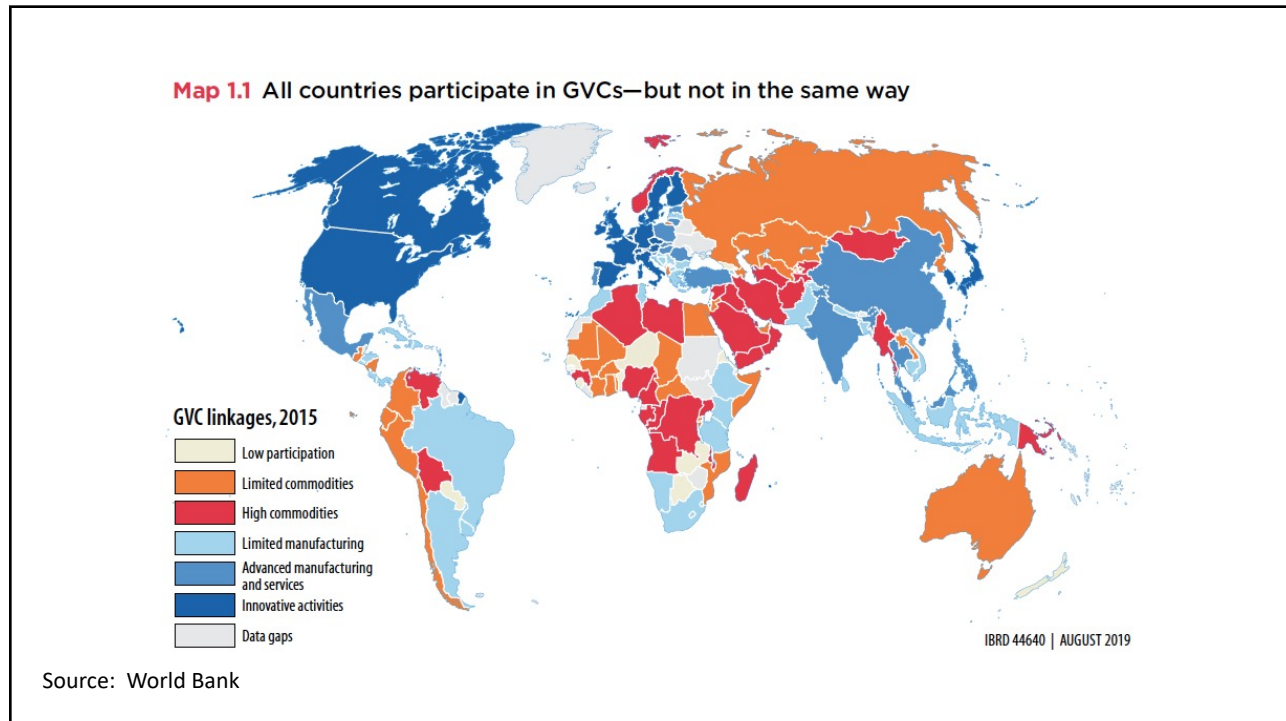 Map 1.1 All countries participate in GVCs—but not in the same way
GVC linkages, 2015
Low participation
Limited commodities
High commodities
Limited manufacturing
Advanced manufacturing
and services
Innovative activities
Data gaps
IBRD 44640 | AUGUST 2019
Source: World Bank